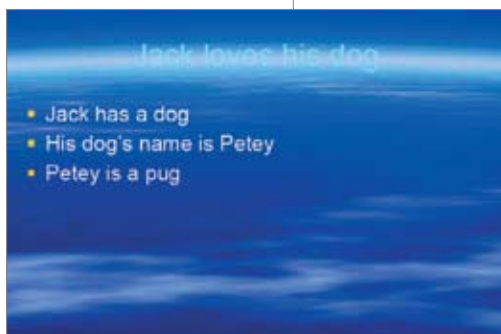 Jack loves his dog
Jack has a dog
His dog's name is Petey
Petey is a pug